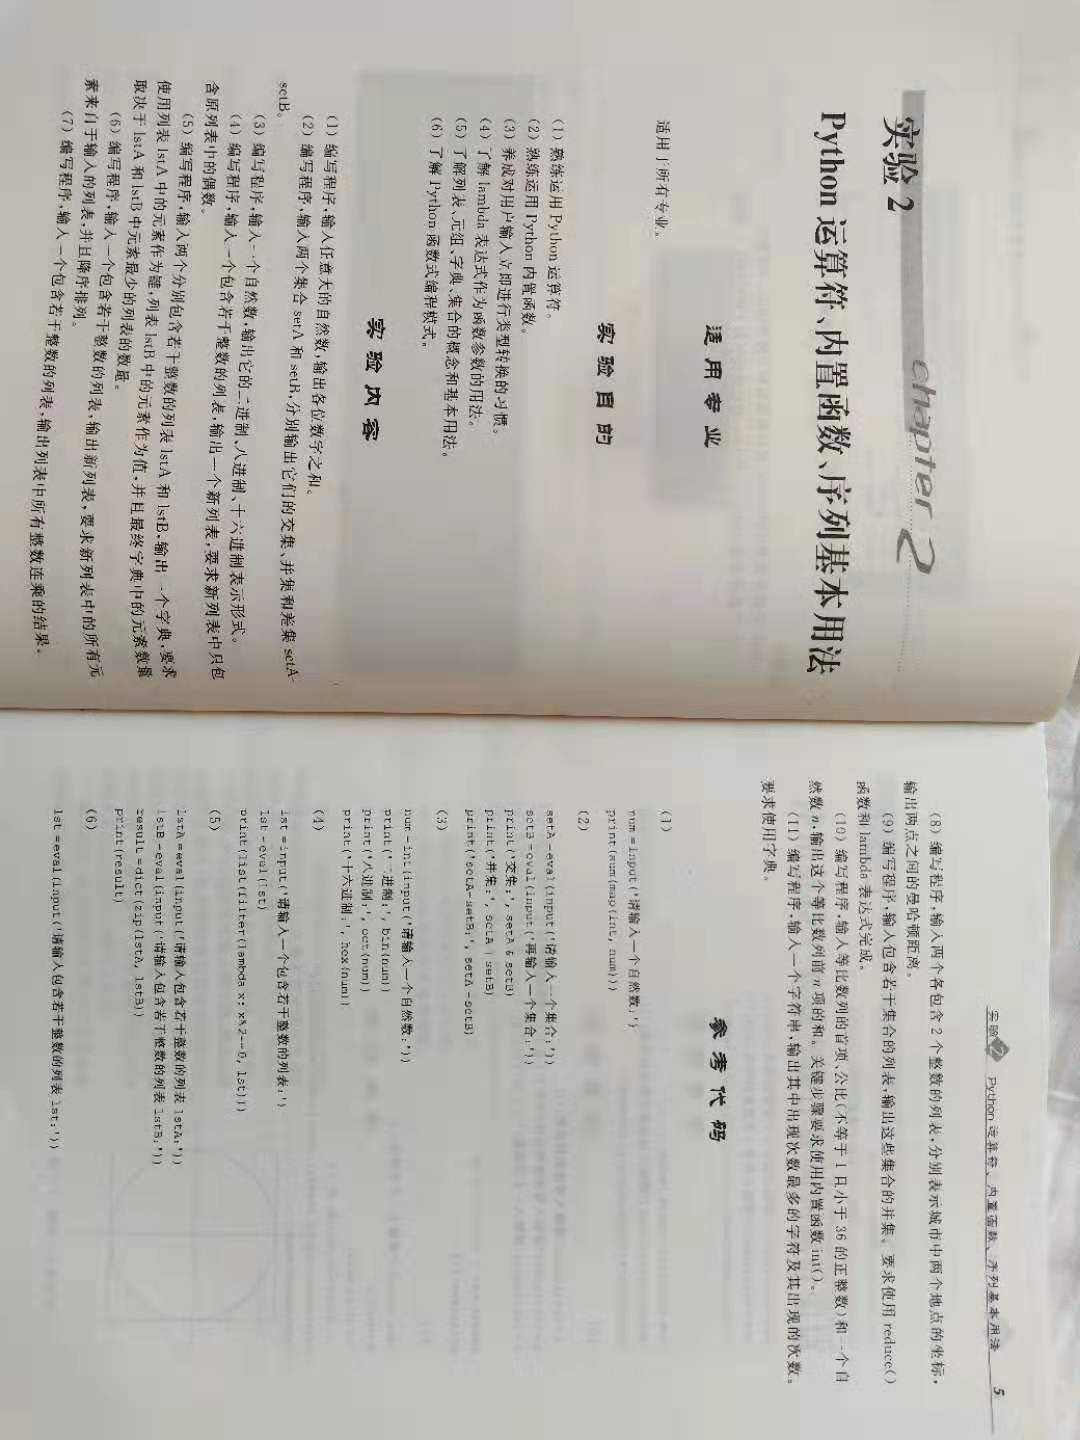 实验 2
chapter 2
Python 运算符、内置函数、序列基本用法
适用专业
适用于所有专业。
实验目的
(1) 熟练运用 Python 运算符。
(2) 熟练运用 Python 内置函数。
(3) 养成对用户输入立即进行类型转换的习惯。
(4) 了解 lambda 表达式作为函数参数的用法。
(5) 了解列表、元组、字典、集合的概念和基本用法。
(6) 了解 Python 函数式编程模式。
实验内容
(1) 编写程序,输入任意大的自然数,输出各位数字之和。
(2) 编写程序,输入两个集合 setA 和 setB,分别输出它们的交集、并集和差集 setA-
setB。
(3) 编写程序,输入一个自然数,输出它的二进制、八进制、十六进制表示形式。
(4) 编写程序,输入一个包含若干整数的列表,输出一个新列表,要求新列表中只包
含原列表中的偶数。
(5) 编写程序,输入两个分别包含若干整数的列表 lstA 和 lstB,输出一个字典,要求
使用列表 lstA 中的元素作为键,列表 lstB 中的元素作为值,并且最终字典中的元素数量
取决于 lstA 和 lstB 中元素最少的列表的数量。
(6) 编写程序,输入一个包含若干整数的列表,输出新列表,要求新列表中的所有元
素来自于输入的列表,并且降序排列。
(7) 编写程序,输入一个包含若干整数的列表,输出列表中所有整数连乘的结果。
实验 2 Python 运算符、内置函数、序列基本用法 5
(8) 编写程序,输入两个各包含 2 个整数的列表,分别表示城市中两个地点的坐标,
输出两点之间的曼哈顿距离。
(9) 编写程序,输入包含若干集合的列表,输出这些集合的并集。要求使用 reduce()
函数和 lambda 表达式完成。
(10) 编写程序,输入等比数列的首项、公比(不等于 1 且小于 36 的正整数)和一个自
然数 n,输出这个等比数列前 n 项的和。关键步骤要求使用内置函数 int()。
(11) 编写程序,输入一个字符串,输出其中出现次数最多的字符及其出现的次数。
要求使用字典。
参考代码
(1)
num = input('请输入一个自然数:')
print(sum(map(int, num)))
(2)
setA = eval(input('请输入一个集合:'))
setB = eval(input('再输入一个集合:'))
print('交集:', setA & setB)
print('并集:', setA | setB)
print('setA-setB:', setA - setB)
(3)
num = int(input('请输入一个自然数:'))
print('二进制:', bin(num))
print('八进制:', oct(num))
print('十六进制:', hex(num))
(4)
lst = input('请输入一个包含若干整数的列表:')
lst = eval(lst)
print(list(filter(lambda x: x%2==0, lst)))
(5)
lstA = eval(input('请输入包含若干整数的列表 lstA:'))
lstB = eval(input('请输入包含若干整数的列表 lstB:'))
result = dict(zip(lstA, lstB))
print(result)
(6)
lst = eval(input('请输入包含若干整数的列表 lst:'))